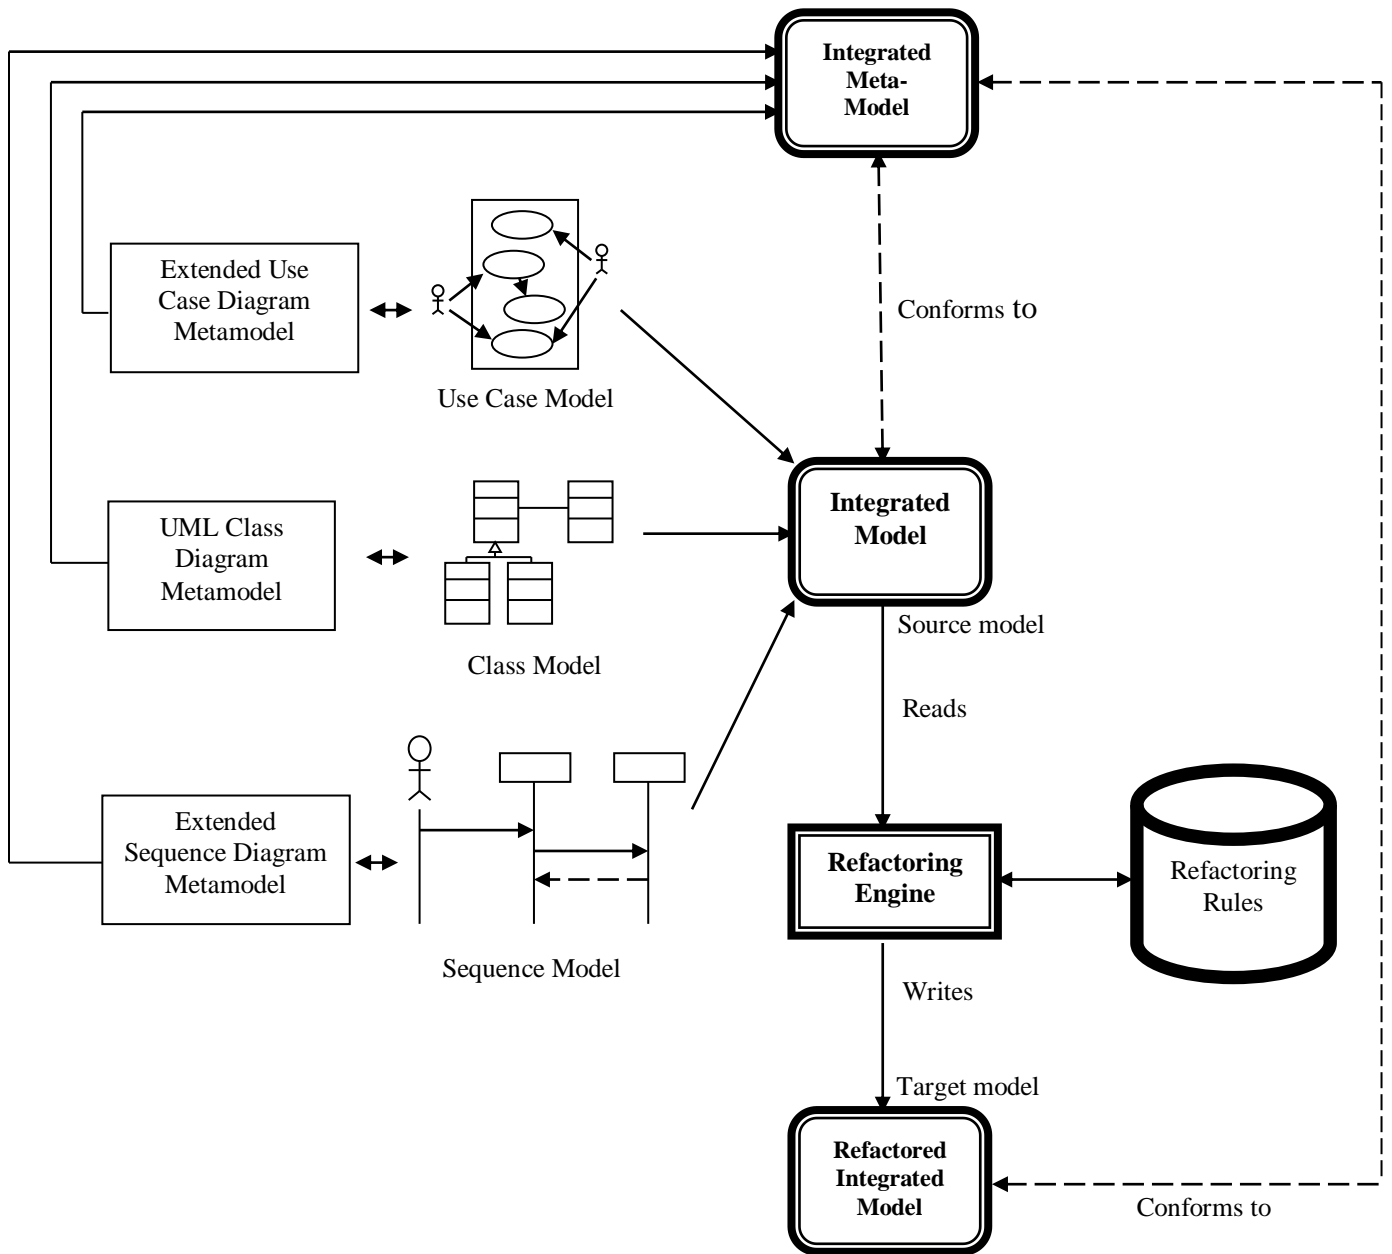 Integrated
Meta-
Model
Extended Use
Case Diagram
Metamodel
Use Case Model
Conforms to
UML Class
Diagram
Metamodel
Class Model
Integrated
Model
Source model
Reads
Extended
Sequence Diagram
Metamodel
Sequence Model
Refactoring
Engine
Refactoring
Rules
Writes
Target model
Refactored
Integrated
Model
Conforms to